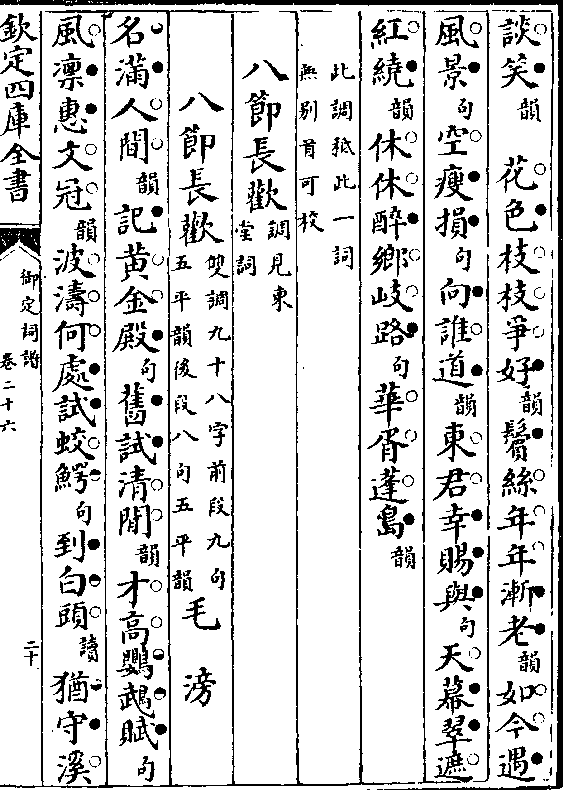 談笑韻　花色枝枝爭好韻鬢絲年年漸老韻如今遇
風景句空瘦損句向誰道韻東君幸賜與句天幕翠遮
紅繞韻休休醉鄉岐路句華胥蓬島韻
此調秪此一詞
無別首可校
八節長歡調見東
堂詞
八節長歡雙調九十八字前段九句
五平韻後段八句五平韻毛滂
名滿人間韻記黃金殿句舊試清閒韻才高鸚鵡賦句
風凛惠文冠韻波濤何處試蛟鰐句到白頭讀猶守溪
欽定四庫全書
御定詞譜
卷二十六
二十